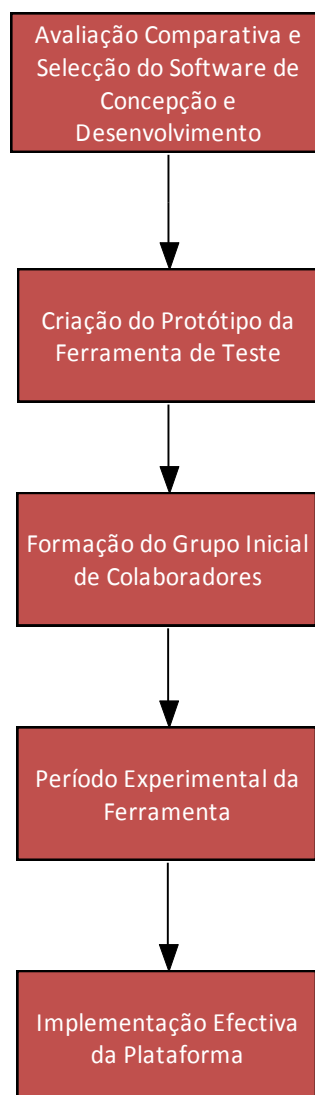 Avaliação Comparativa e
Selecção do Software de
Concepção e
Desenvolvimento
Criação do Protótipo da
Ferramenta de Teste
Formação do Grupo Inicial
de Colaboradores
Período Experimental da
Ferramenta
Implementação Efectiva
da Plataforma